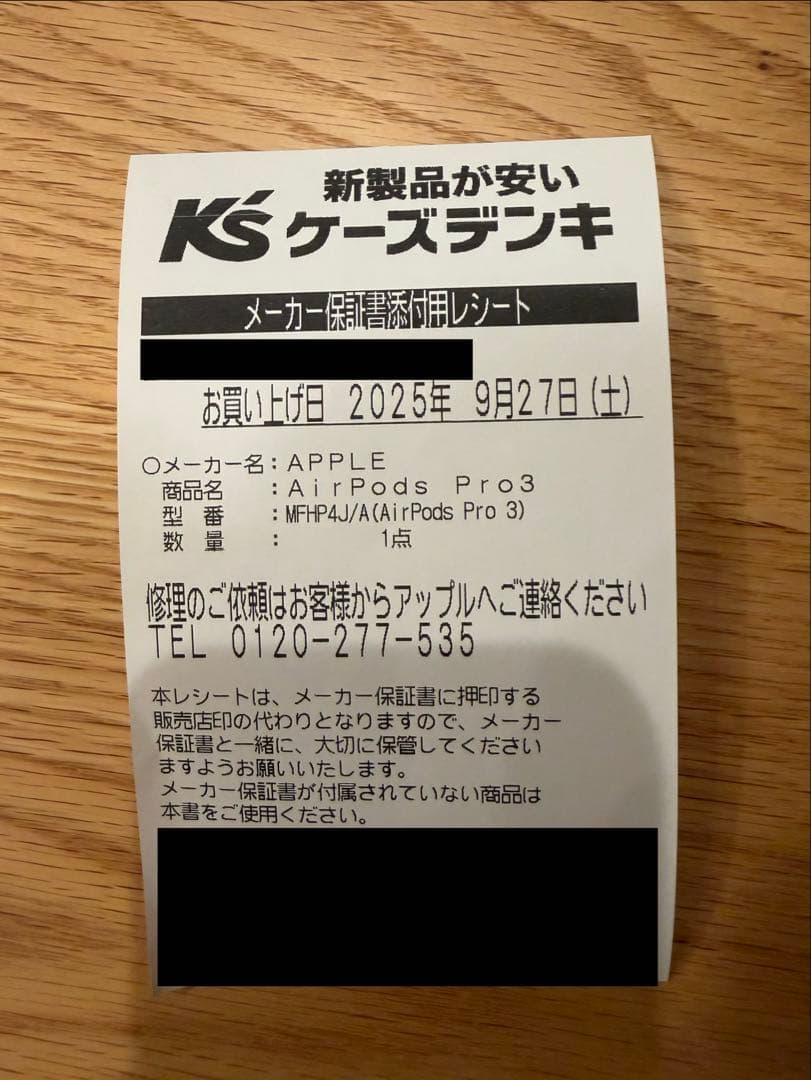 新製品が安い
K's ケーズデンキ
メーカー保証書添付用レシート
お買い上げ日 2025年 9月27日(土)
○メーカー名:APPLE
商品名 :AirPods Pro3
型番 :MFHP4J/A(AirPods Pro 3)
数量 : 1点
修理のご依頼はお客様からアップルへご連絡ください
TEL 0120-277-535
本レシートは、メーカー保証書に押印する
販売店印の代わりとなりますので、メーカー
保証書と一緒に、大切に保管してください
ますようお願いいたします。
メーカー保証書が付属されていない商品は
本書をご使用ください。